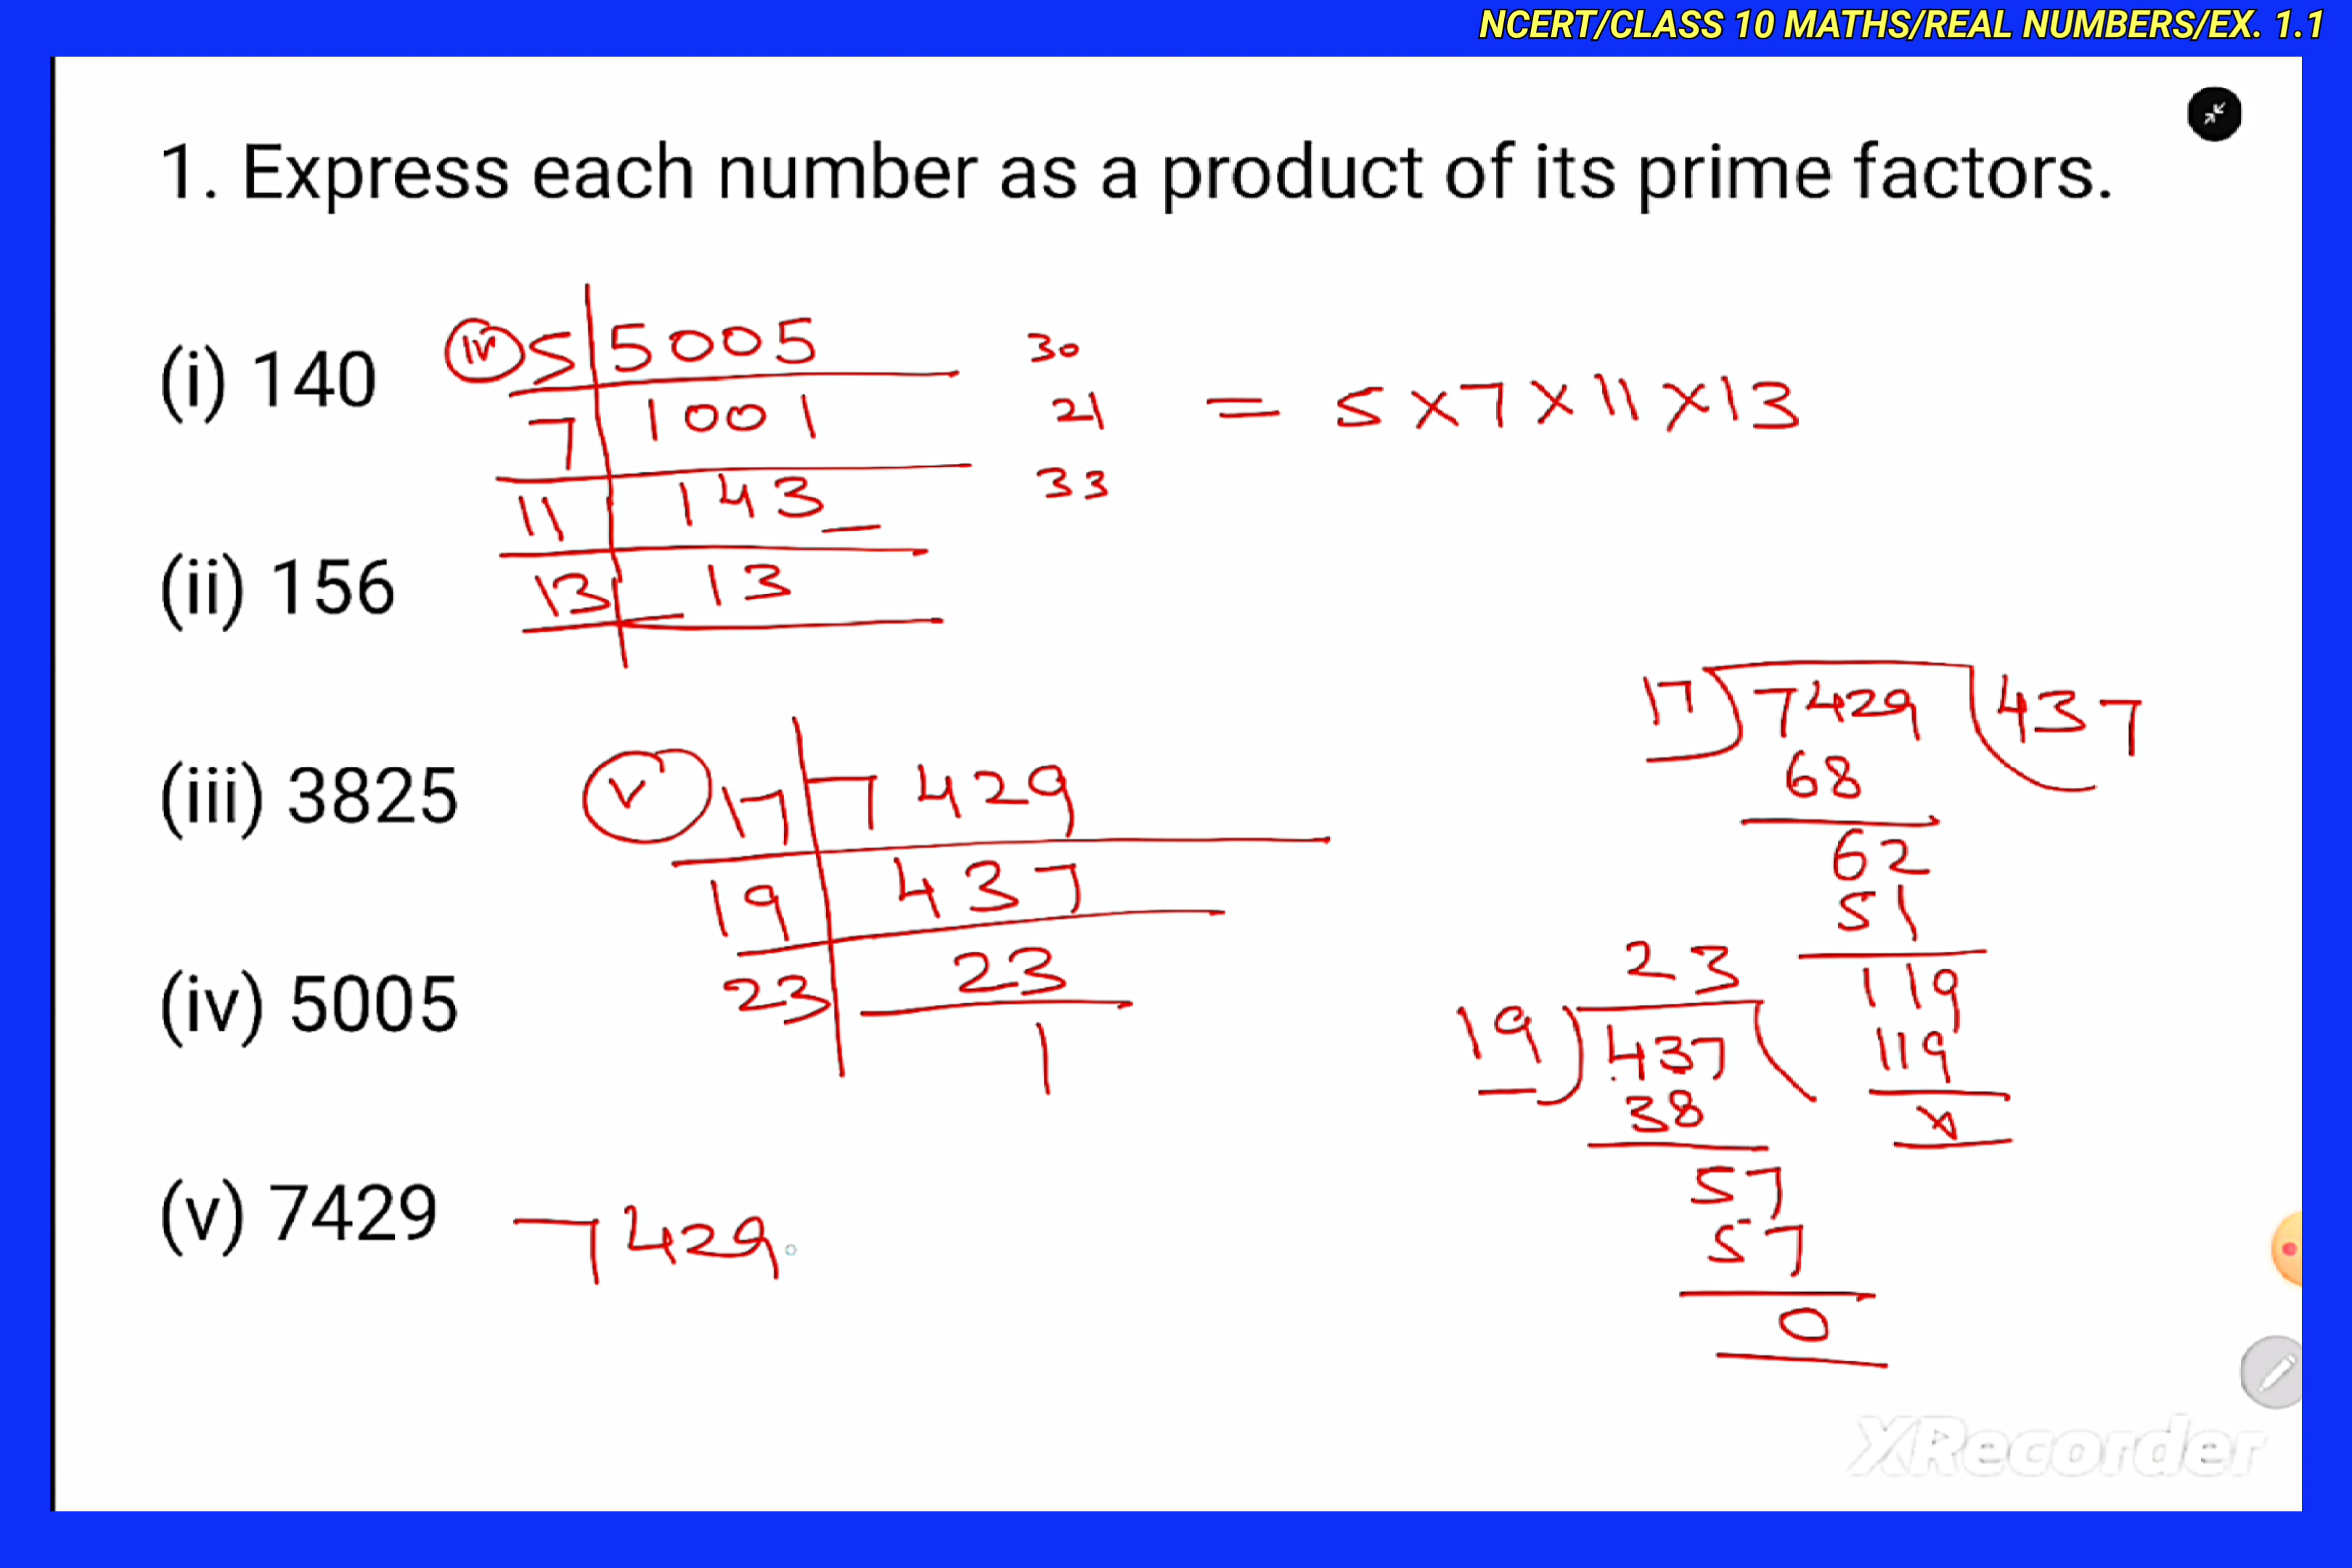 NCERT/CLASS 10 MATHS/REAL NUMBERS/EX. 1.1
1. Express each number as a product of its prime factors.
(i) 140
(ii) 156
(iii) 3825
(iv) 5005
(v) 7429
iv 5 5005
7 1001
11 143
13 13
30
21
33
= 5 × 7 × 11 × 13
v 17 7429
19 437
23 23
1
17 7429 437
68
62
51
119
119
23
19 437
38
57
57
0
7429
XRecorder